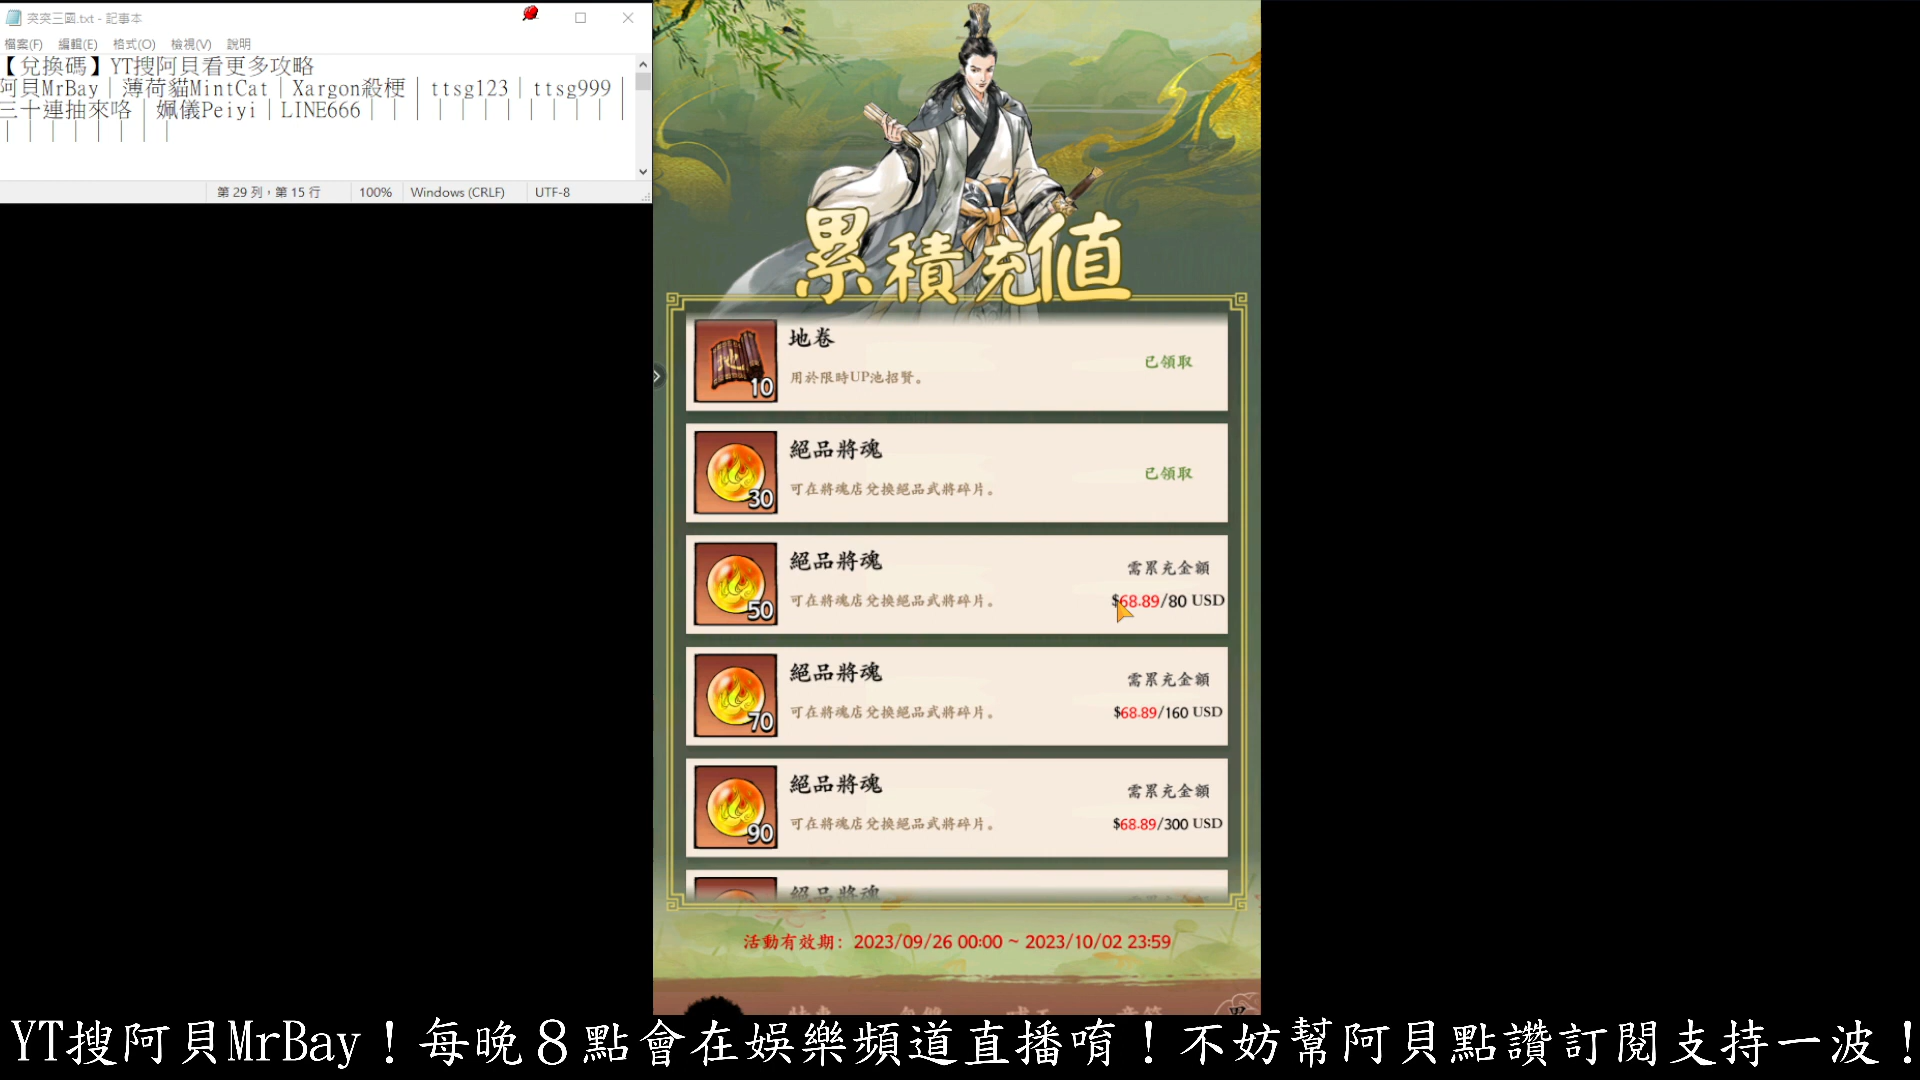 突突三國.txt - 記事本
檔案(F) 編輯(E) 格式(O) 檢視(V) 說明
【兌換碼】YT搜阿貝看更多攻略
阿貝MrBay｜薄荷貓MintCat｜Xargon殺梗｜ttsg123｜ttsg999｜
三十連抽來咯｜姵儀Peiyi｜LINE666｜｜｜｜｜｜｜｜｜｜｜
｜｜｜｜｜｜｜｜
第 29 列，第 15 行 100% Windows (CRLF) UTF-8
累積充值
地卷
用於限時UP池招賢。
10
已領取
絕品將魂
可在將魂店兌換絕品武將碎片。
30
已領取
絕品將魂
可在將魂店兌換絕品武將碎片。
50
需累充金額
$68.89/80 USD
絕品將魂
可在將魂店兌換絕品武將碎片。
70
需累充金額
$68.89/160 USD
絕品將魂
可在將魂店兌換絕品武將碎片。
90
需累充金額
$68.89/300 USD
絕品將魂
活動有效期：2023/09/26 00:00 ~ 2023/10/02 23:59
YT搜阿貝MrBay！每晚８點會在娛樂頻道直播唷！不妨幫阿貝點讚訂閱支持一波！